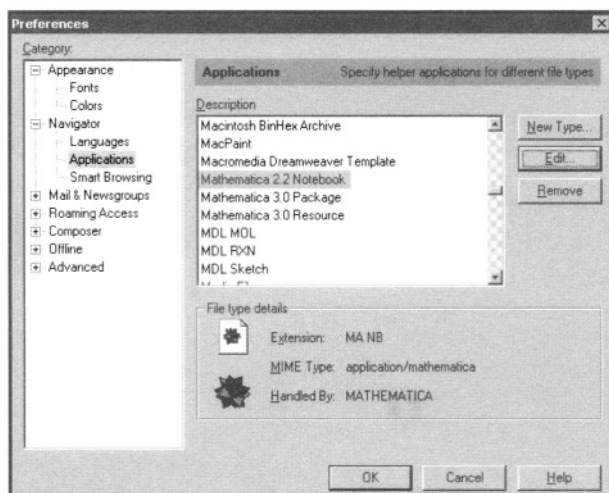 Preferences
Category:
Appearance
Fonts
Colors
Navigator
Languages
Applications
Smart Browsing
Mail & Newsgroups
Roaming Access
Composer
Offline
Advanced
Applications Specify helper applications for different file types
Description
Macintosh BinHex Archive
MacPaint
Macromedia Dreamweaver Template
Mathematica 2.2 Notebook
Mathematica 3.0 Package
Mathematica 3.0 Resource
MDL MOL
MDL RXN
MDL Sketch
New Type...
Edit...
Remove
File type details
Extension: MA NB
MIME Type: application/mathematica
Handled By: MATHEMATICA
OK Cancel Help